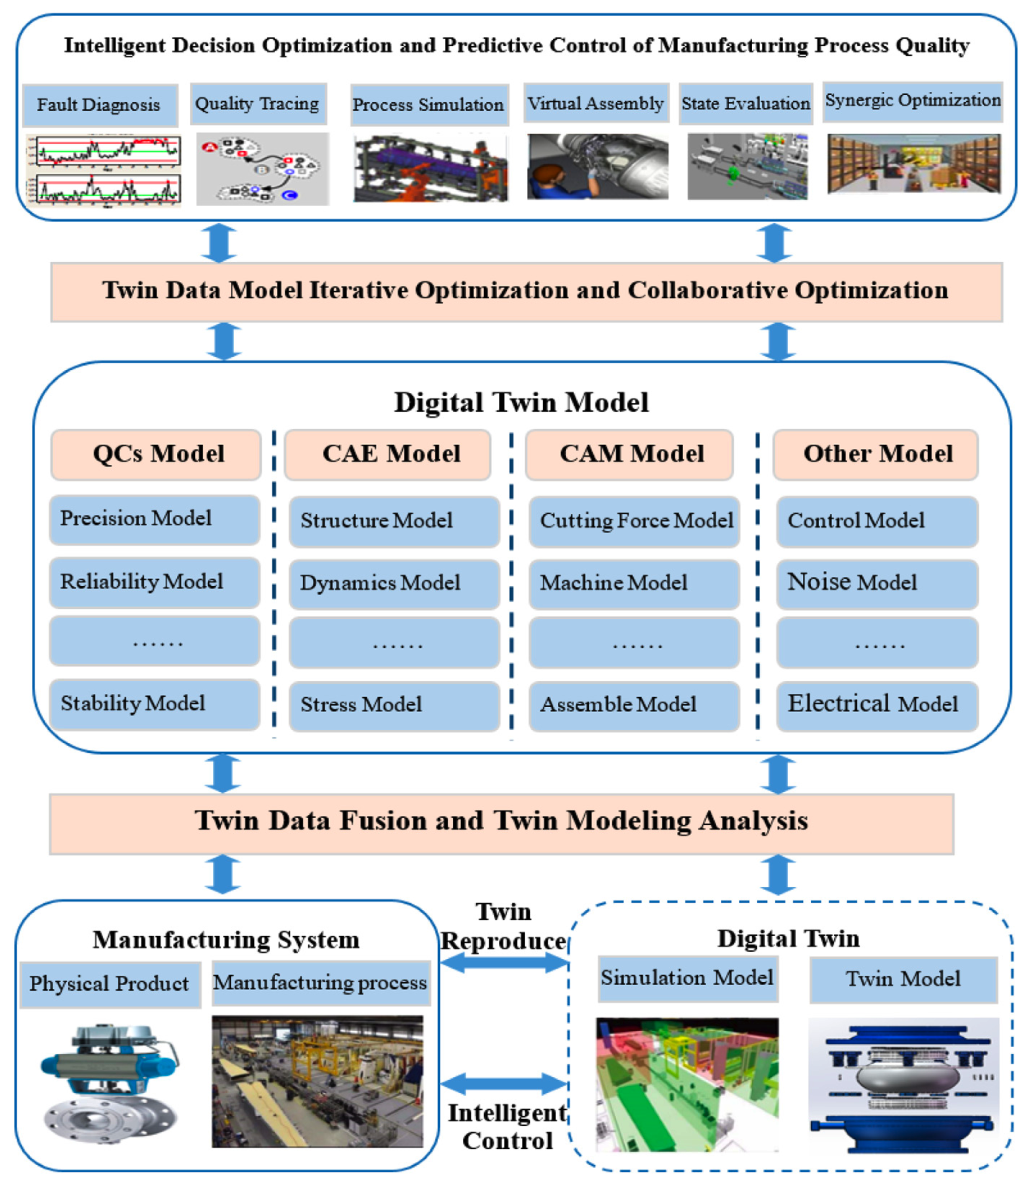 Intelligent Decision Optimization and Predictive Control of Manufacturing Process Quality
Fault Diagnosis
Quality Tracing
Process Simulation
Virtual Assembly
State Evaluation
Synergic Optimization
A
B
C
Twin Data Model Iterative Optimization and Collaborative Optimization
Digital Twin Model
QCs Model
CAE Model
CAM Model
Other Model
Precision Model
Structure Model
Cutting Force Model
Control Model
Reliability Model
Dynamics Model
Machine Model
Noise Model
......
......
......
......
Stability Model
Stress Model
Assemble Model
Electrical Model
Twin Data Fusion and Twin Modeling Analysis
Manufacturing System
Physical Product
Manufacturing process
Twin
Reproduce
Intelligent
Control
Digital Twin
Simulation Model
Twin Model